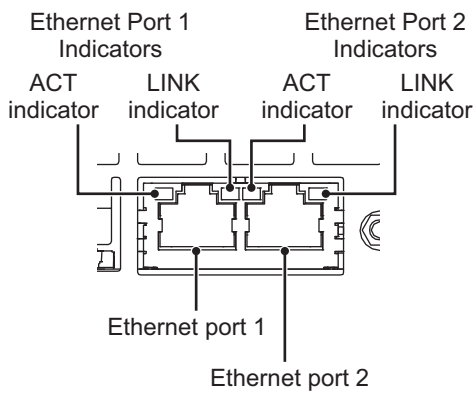 Ethernet Port 1
Indicators
Ethernet Port 2
Indicators
ACT
indicator
LINK
indicator
ACT
indicator
LINK
indicator
Ethernet port 1
Ethernet port 2